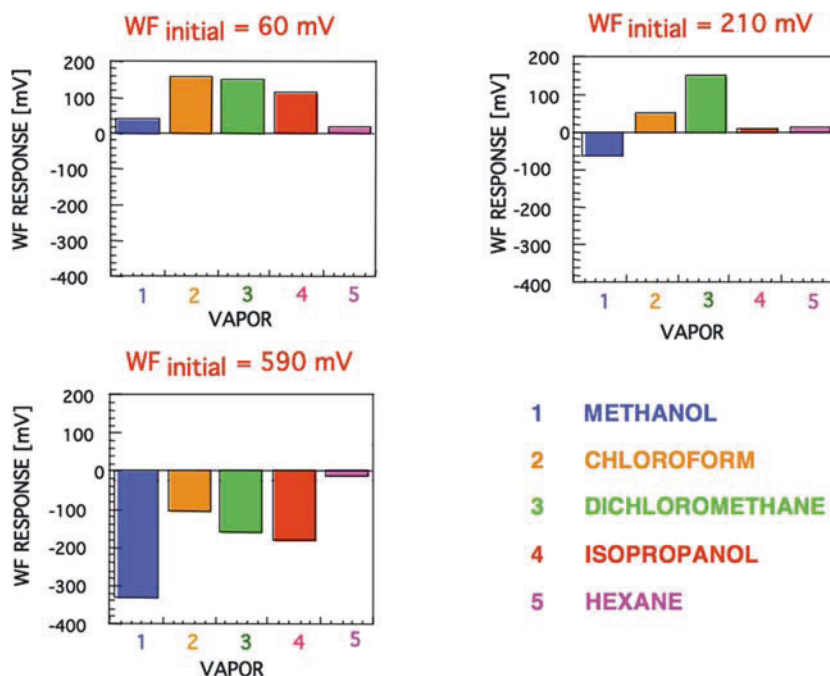 WF initial = 60 mV
WF RESPONSE [mV]
200
100
0
-100
-200
-300
-400
1 2 3 4 5
VAPOR
WF initial = 210 mV
WF RESPONSE [mV]
200
100
0
-100
-200
-300
-400
1 2 3 4 5
VAPOR
WF initial = 590 mV
WF RESPONSE [mV]
200
100
0
-100
-200
-300
-400
1 2 3 4 5
VAPOR
1 METHANOL
2 CHLOROFORM
3 DICHLOROMETHANE
4 ISOPROPANOL
5 HEXANE